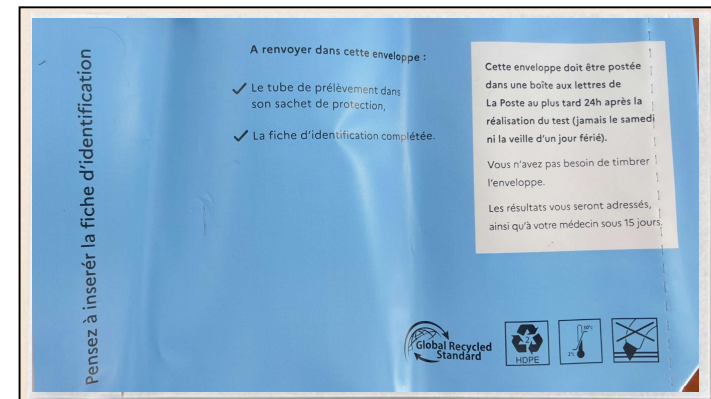 Pensez à inserér la fiche d'identification
A renvoyer dans cette enveloppe :
Le tube de prélèvement dans
son sachet de protection,
La fiche d'identification complétée.
Cette enveloppe doit être postée
dans une boîte aux lettres de
La Poste au plus tard 24h après la
réalisation du test (jamais le samedi
ni la veille d'un jour férié).
Vous n'avez pas besoin de timbrer
l'enveloppe.
Les résultats vous seront adressés,
ainsi qu'à votre médecin sous 15 jours.
Global Recycled
Standard
2
HDPE